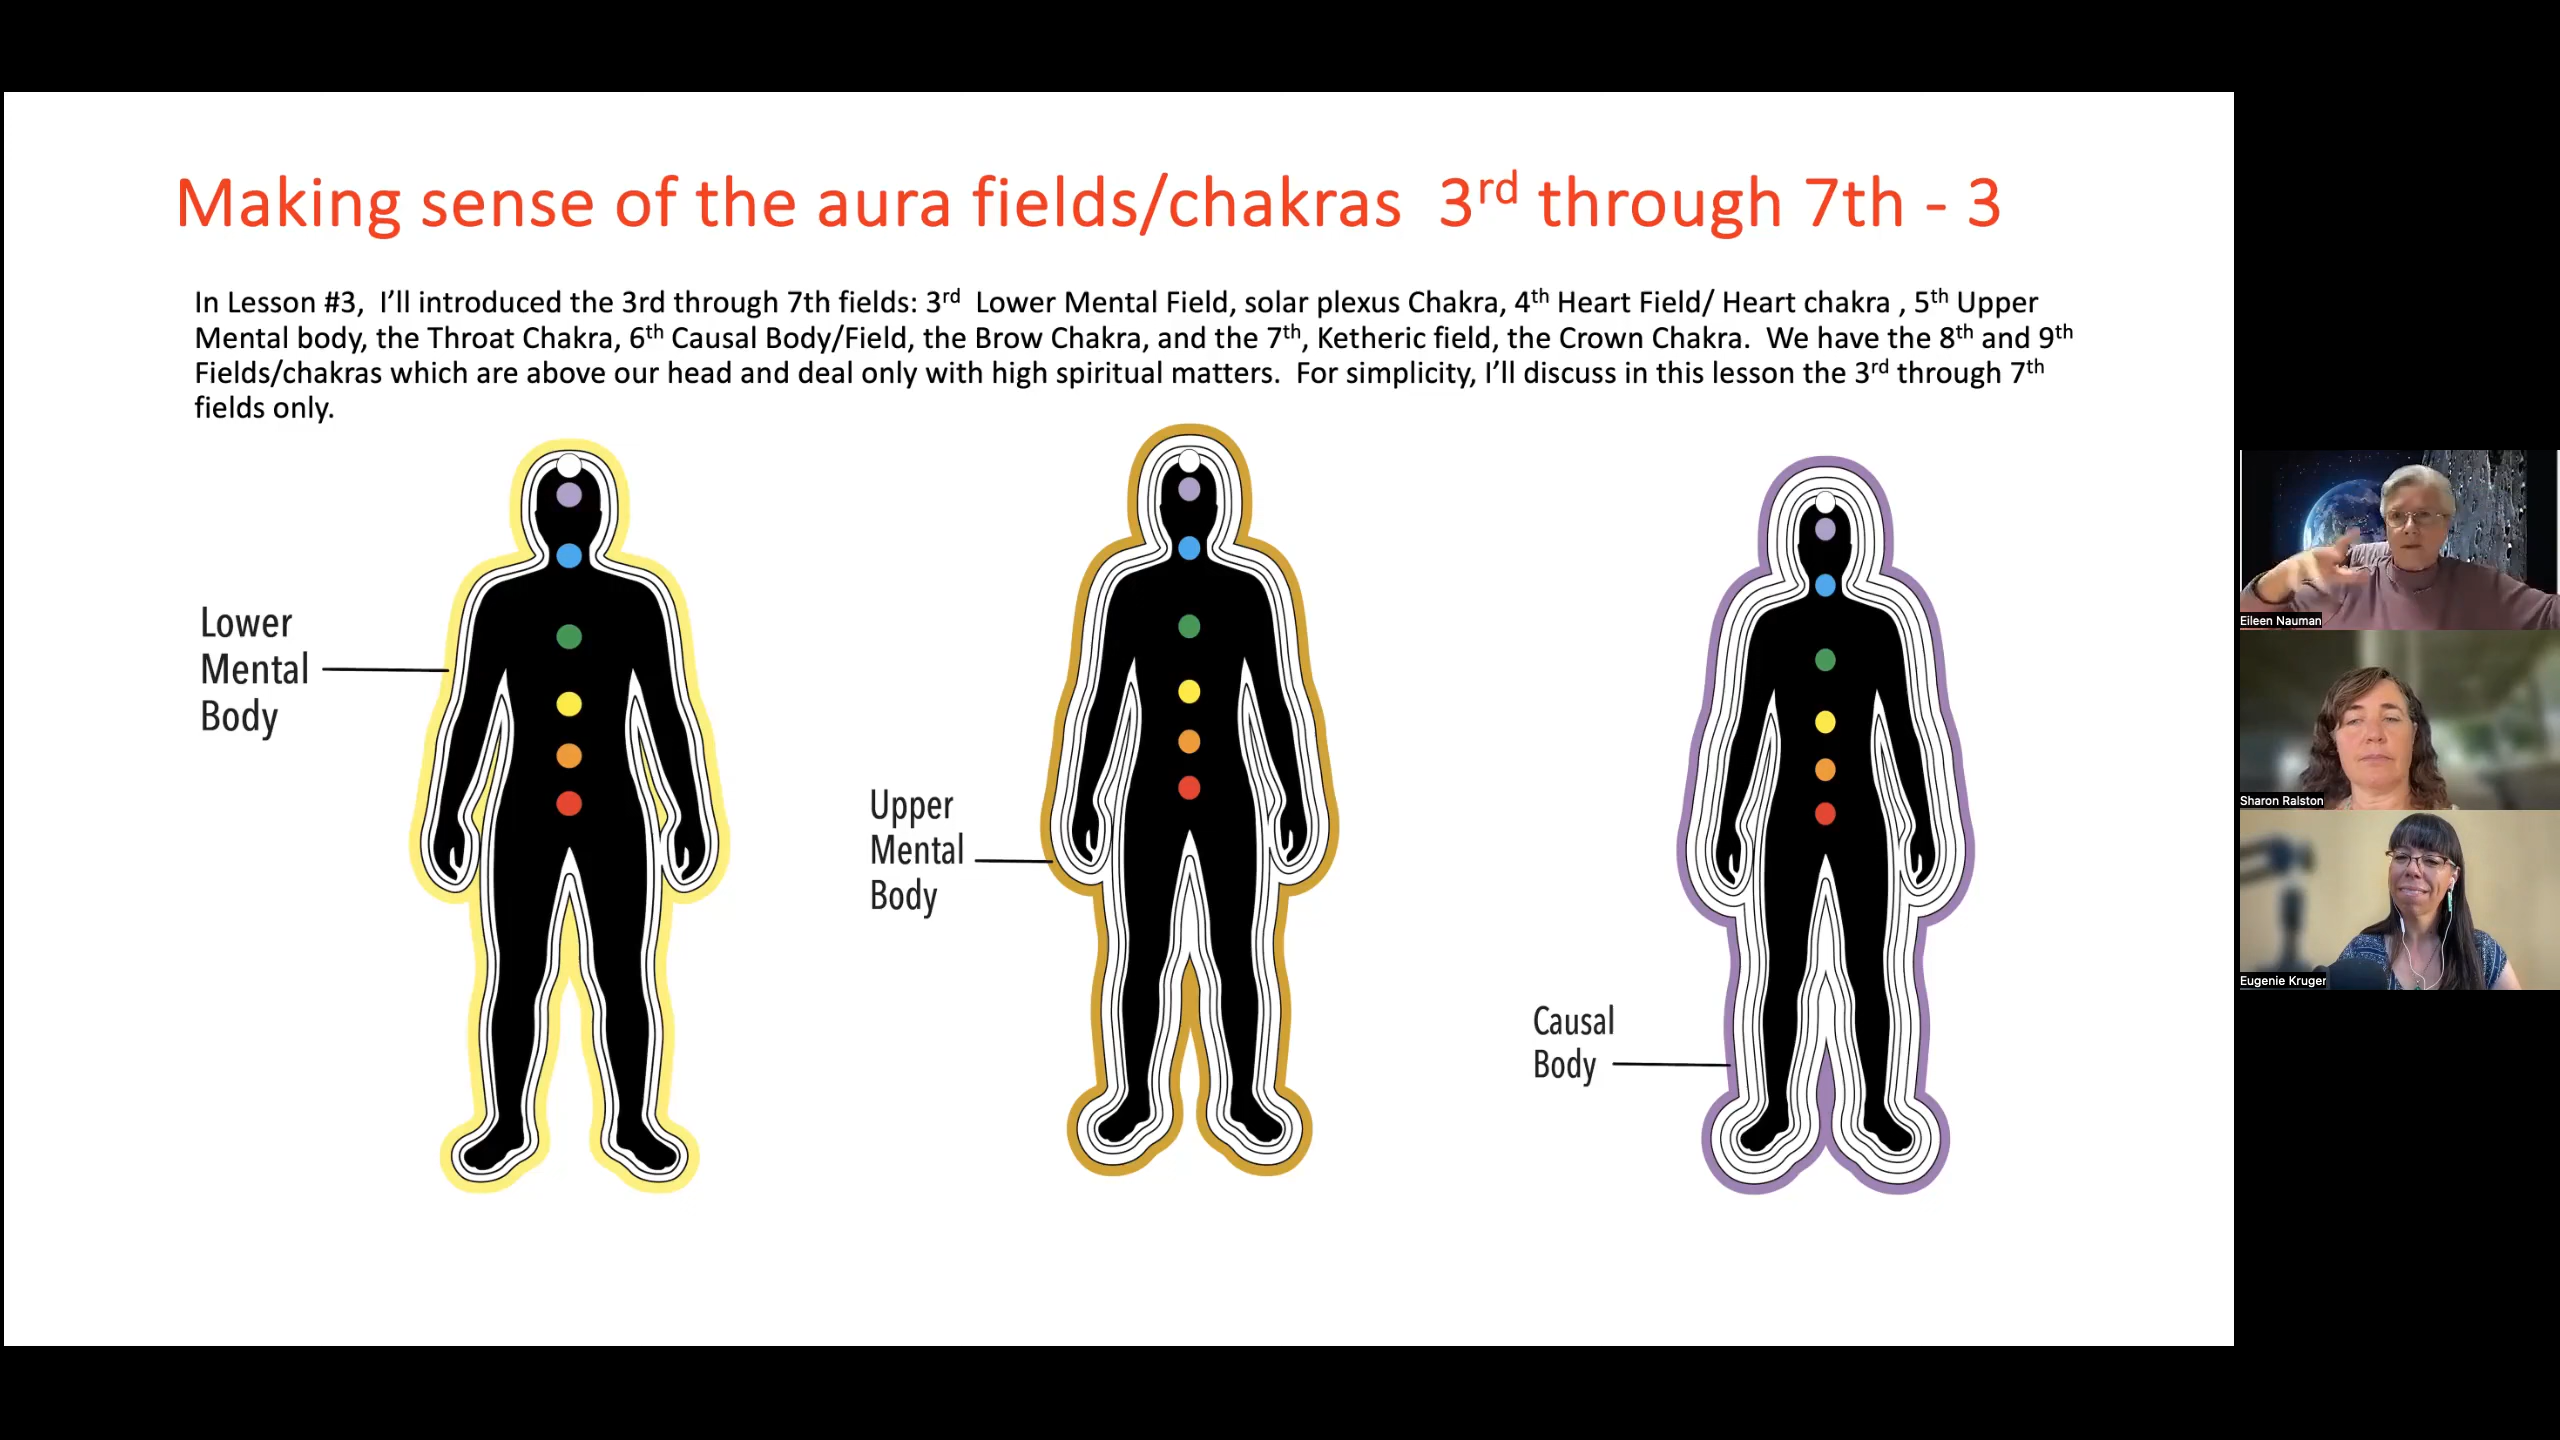 Making sense of the aura fields/chakras 3rd through 7th - 3
In Lesson #3, I’ll introduced the 3rd through 7th fields: 3rd Lower Mental Field, solar plexus Chakra, 4th Heart Field/ Heart chakra , 5th Upper
Mental body, the Throat Chakra, 6th Causal Body/Field, the Brow Chakra, and the 7th, Ketheric field, the Crown Chakra. We have the 8th and 9th
Fields/chakras which are above our head and deal only with high spiritual matters. For simplicity, I’ll discuss in this lesson the 3rd through 7th
fields only.
Lower
Mental
Body
Upper
Mental
Body
Causal
Body
Eileen Nauman
Sharon Ralston
Eugenie Kruger